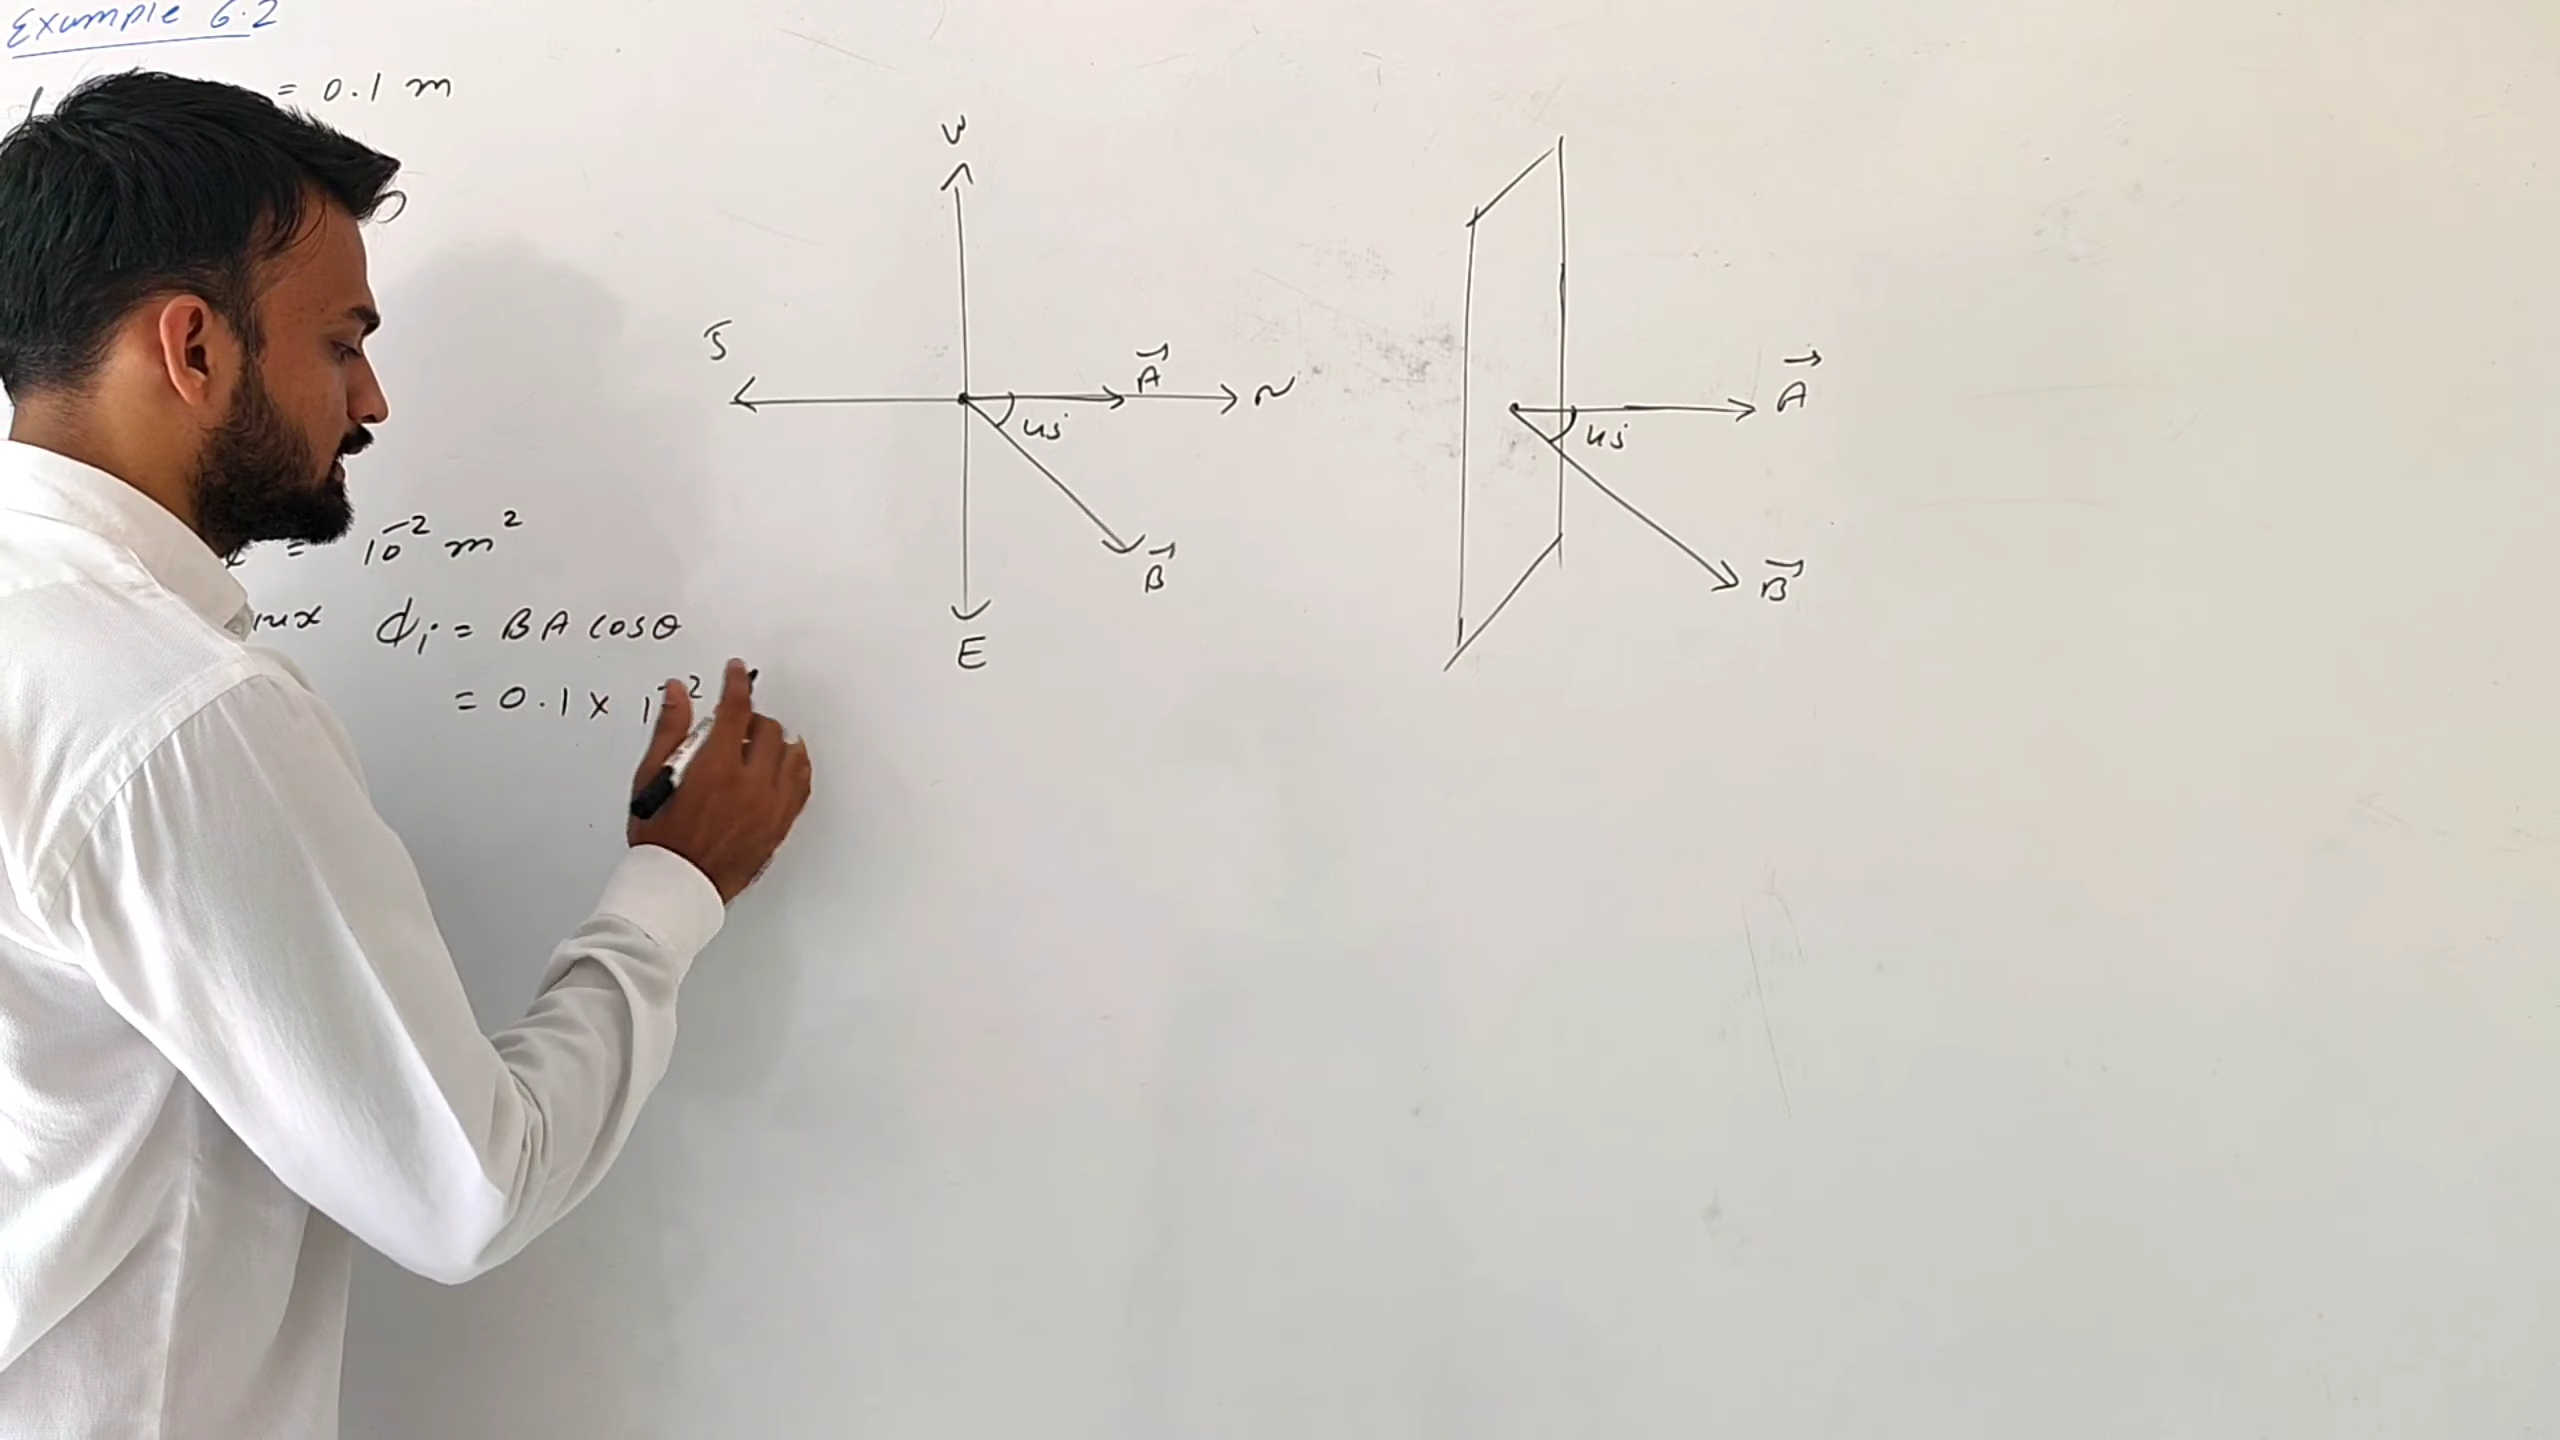 Example 6.2
= 0.1 m
= 10⁻² m²
ϕᵢ = BA cosθ
= 0.1 ×
W
S
A⃗
N
45
B⃗
E
A⃗
45
B⃗